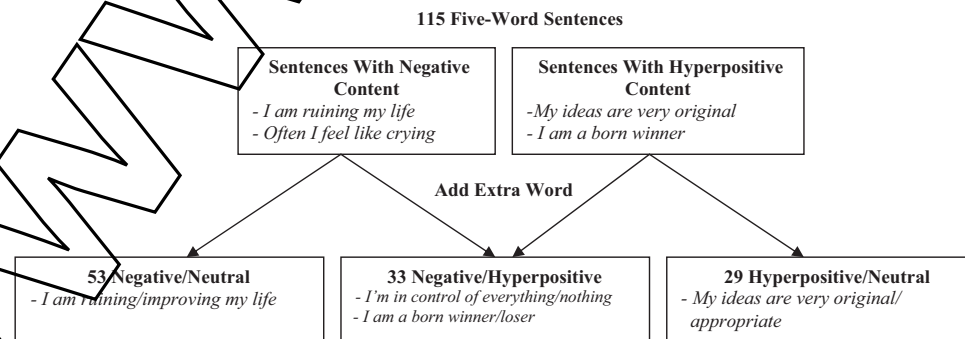 115 Five-Word Sentences
Sentences With Negative
Content
- I am ruining my life
- Often I feel like crying
Sentences With Hyperpositive
Content
-My ideas are very original
- I am a born winner
Add Extra Word
53 Negative/Neutral
- I am ruining/improving my life
33 Negative/Hyperpositive
- I'm in control of everything/nothing
- I am a born winner/loser
29 Hyperpositive/Neutral
- My ideas are very original/
appropriate